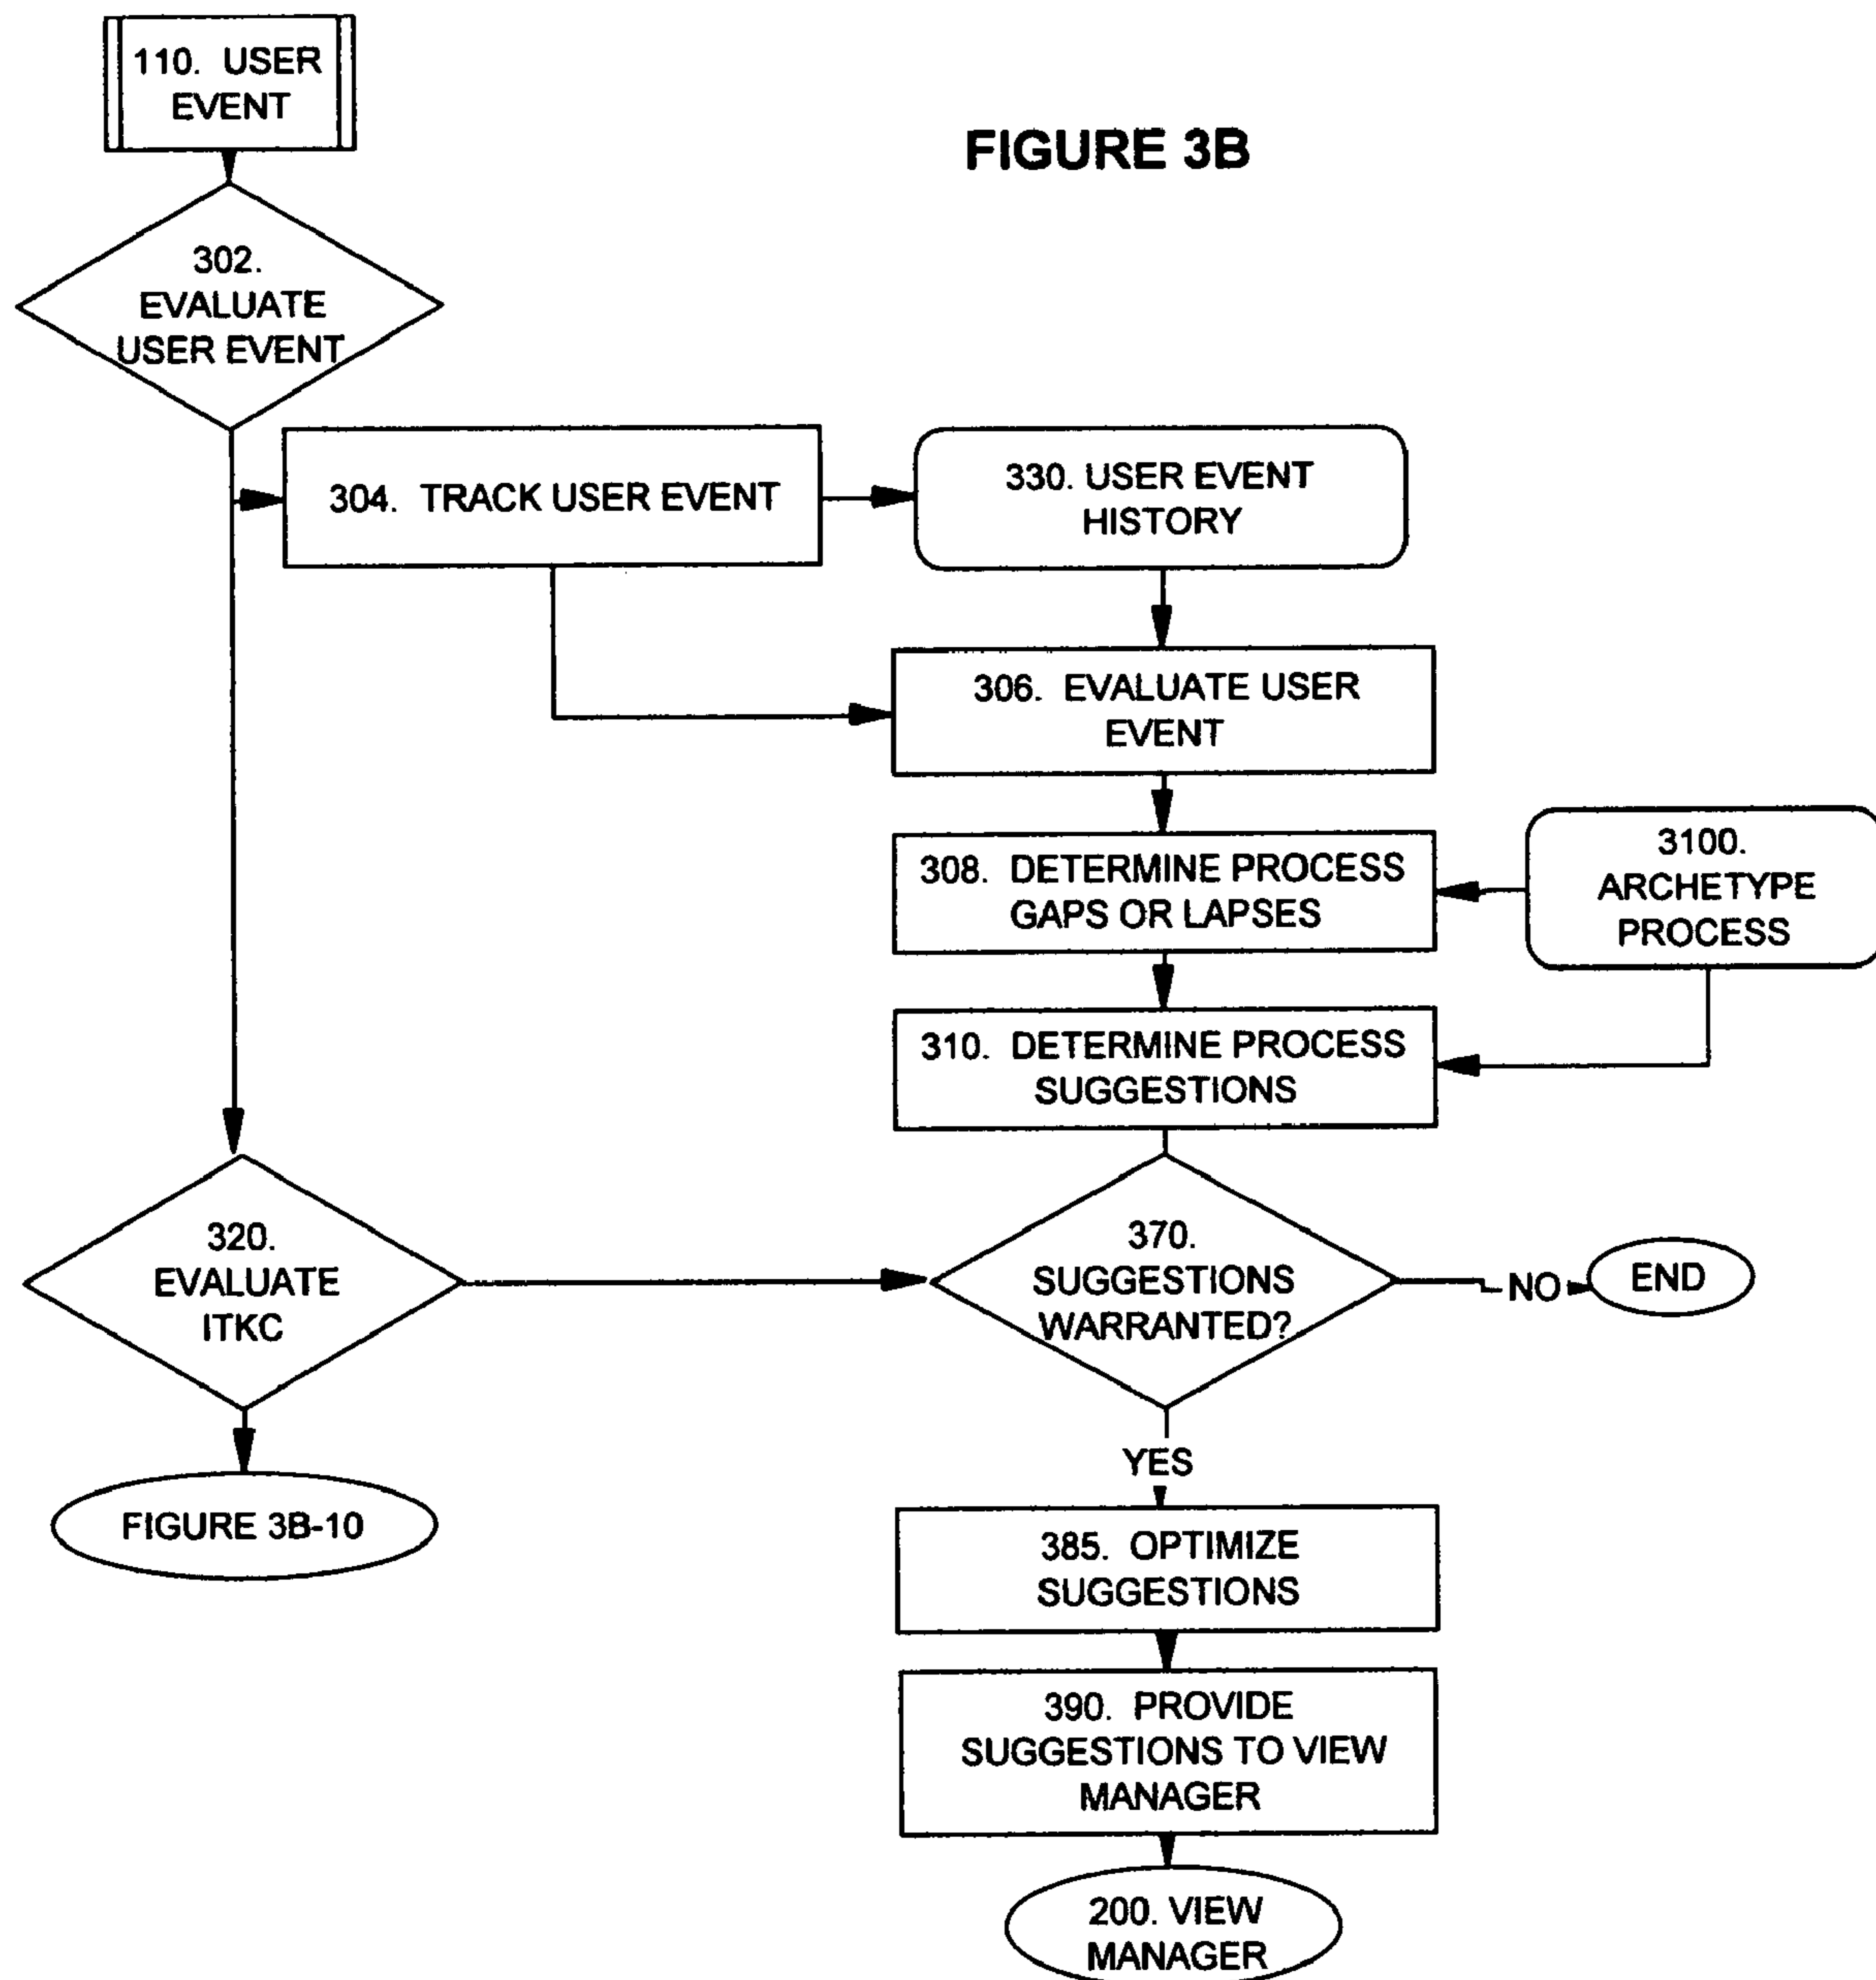 110. USER
EVENT
FIGURE 3B
302.
EVALUATE
USER EVENT
304. TRACK USER EVENT
330. USER EVENT
HISTORY
306. EVALUATE USER
EVENT
308. DETERMINE PROCESS
GAPS OR LAPSES
3100.
ARCHETYPE
PROCESS
310. DETERMINE PROCESS
SUGGESTIONS
320.
EVALUATE
ITKC
370.
SUGGESTIONS
WARRANTED?
NO
END
YES
FIGURE 3B-10
385. OPTIMIZE
SUGGESTIONS
390. PROVIDE
SUGGESTIONS TO VIEW
MANAGER
200. VIEW
MANAGER